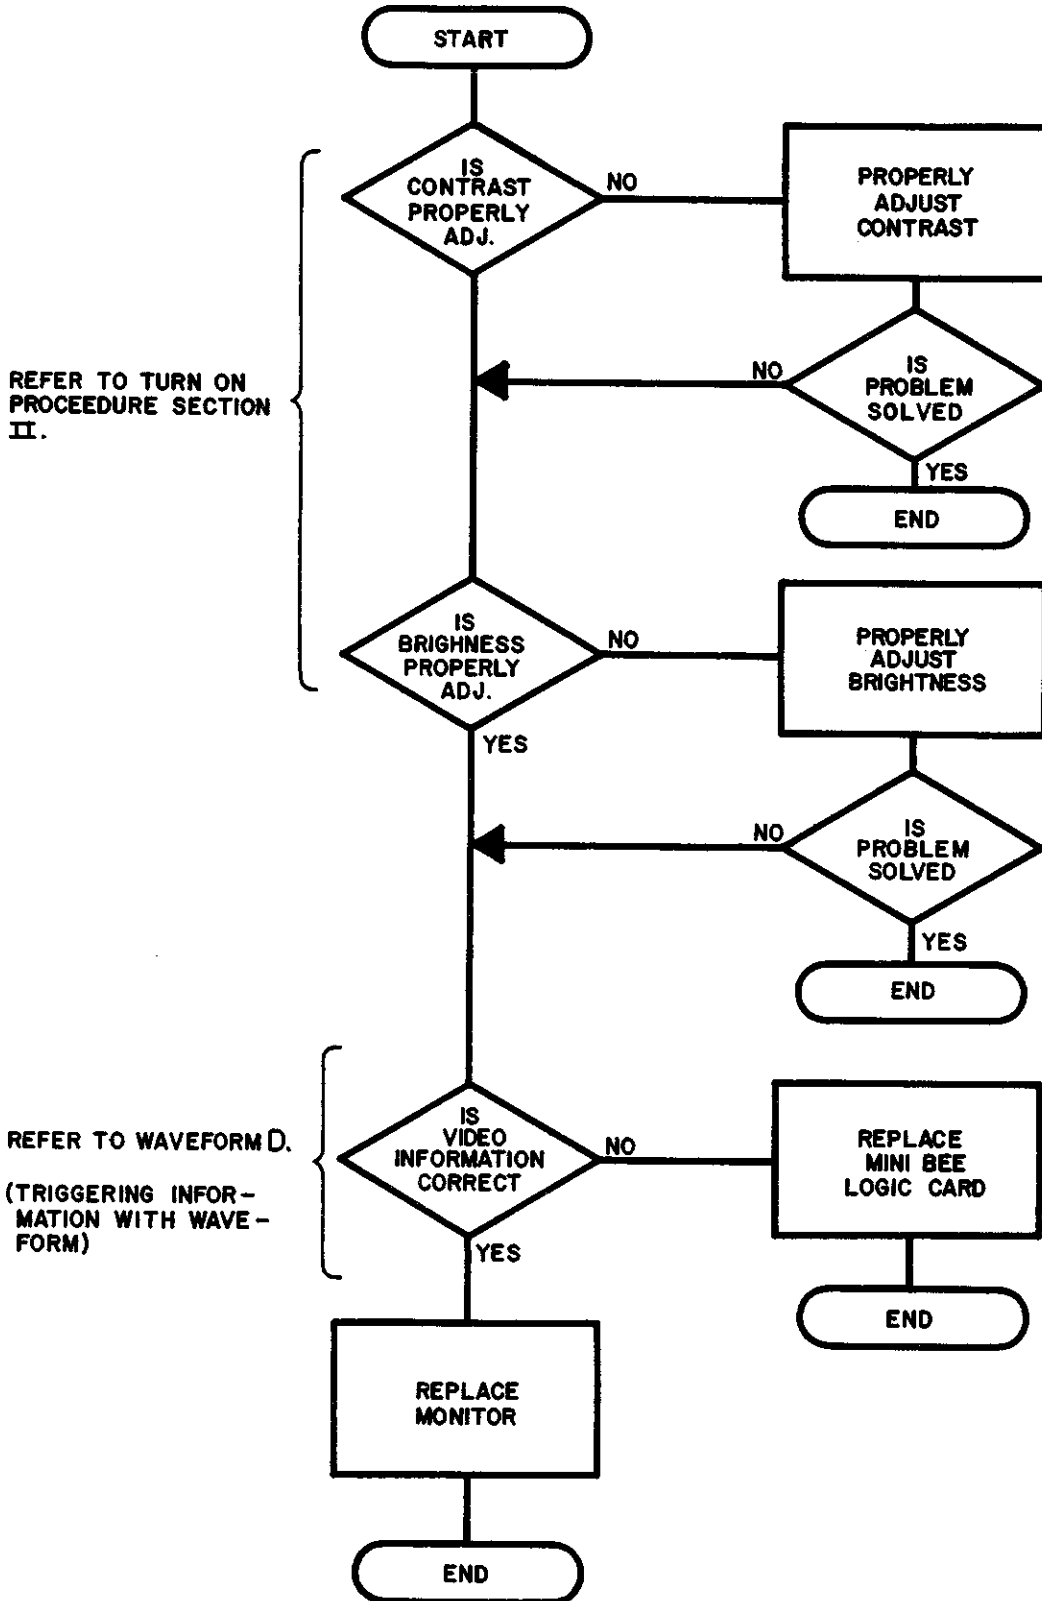 START
IS
CONTRAST
PROPERLY
ADJ.
NO
PROPERLY
ADJUST
CONTRAST
REFER TO TURN ON
PROCEEDURE SECTION
II.
NO
IS
PROBLEM
SOLVED
YES
END
IS
BRIGHNESS
PROPERLY
ADJ.
NO
PROPERLY
ADJUST
BRIGHTNESS
YES
NO
IS
PROBLEM
SOLVED
YES
END
REFER TO WAVEFORM D.
(TRIGGERING INFOR-
MATION WITH WAVE-
FORM)
IS
VIDEO
INFORMATION
CORRECT
NO
REPLACE
MINI BEE
LOGIC CARD
YES
END
REPLACE
MONITOR
END